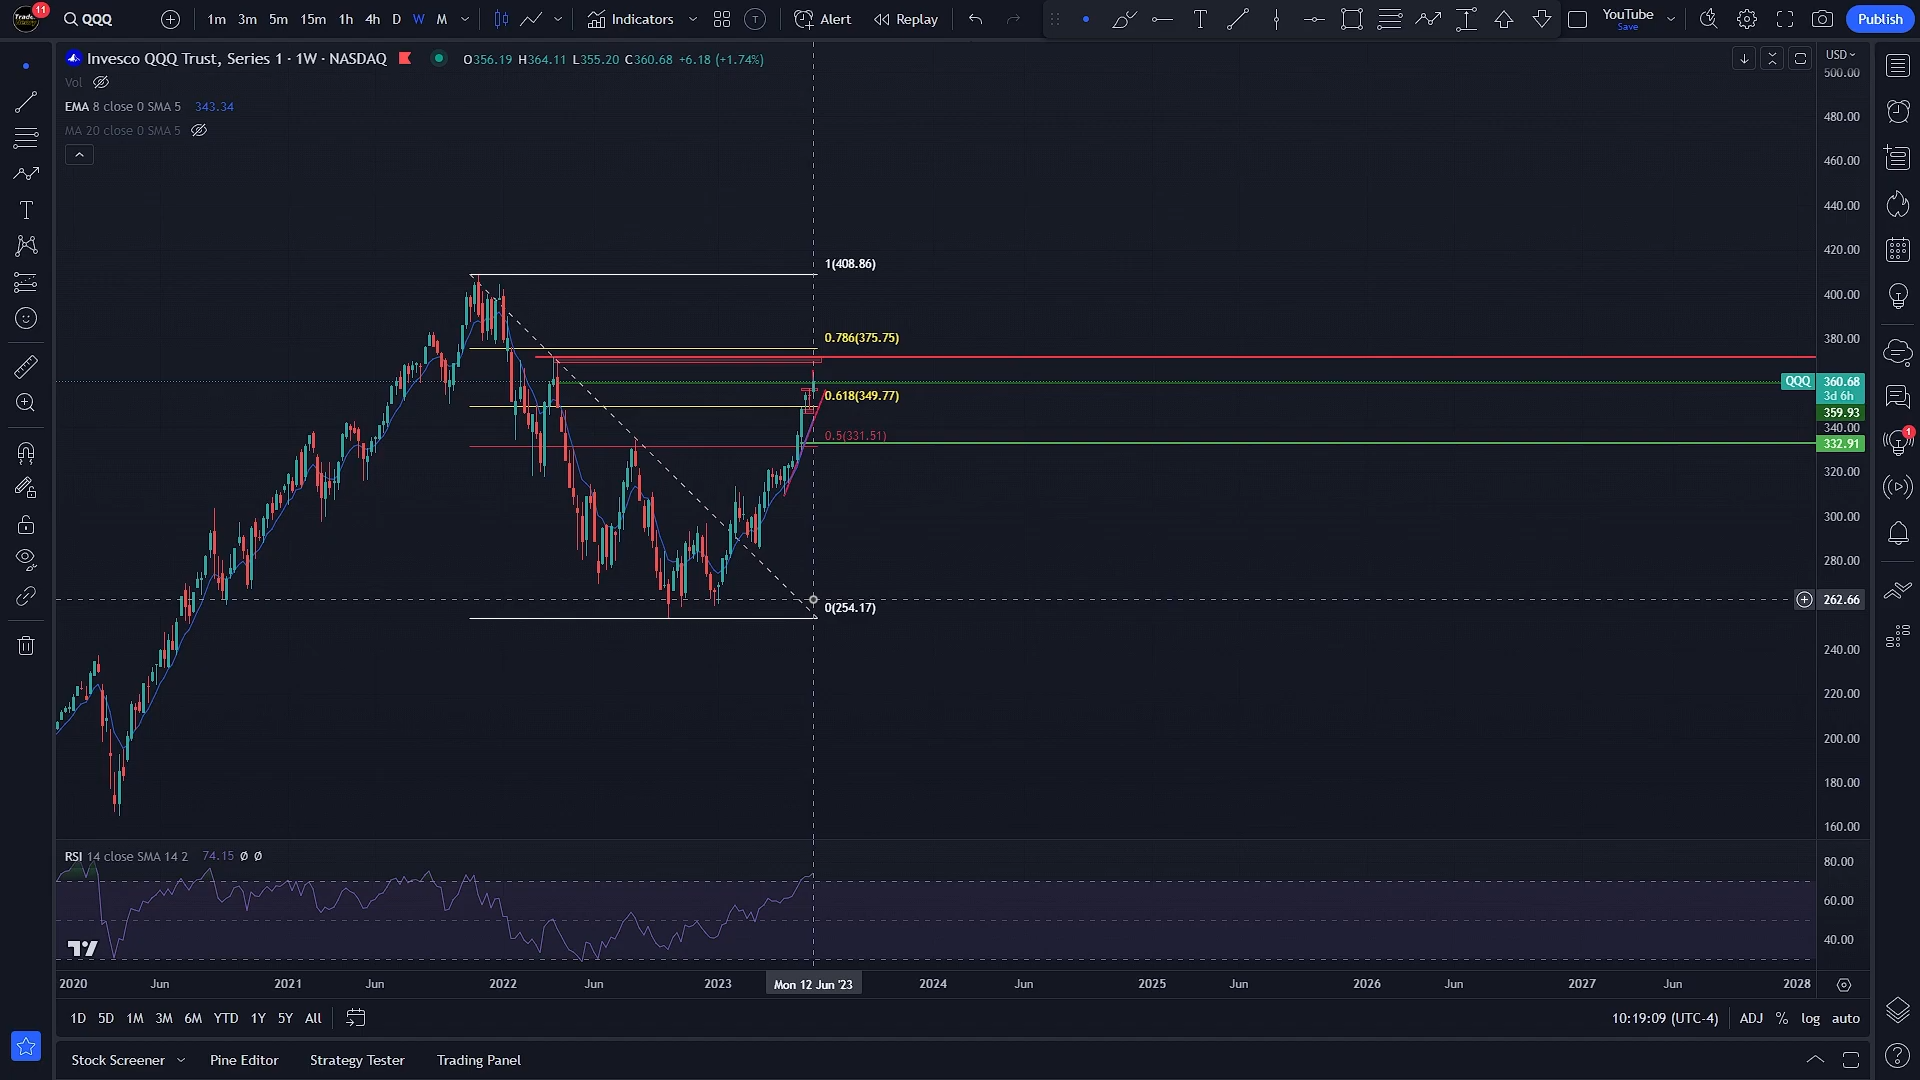 11
QQQ
1m 3m 5m 15m 1h 4h D W M
Indicators
T
Alert
Replay
T
YouTube
Save
Publish
Invesco QQQ Trust, Series 1 · 1W · NASDAQ
O356.19 H364.11 L355.20 C360.68 +6.18 (+1.74%)
Vol
EMA 8 close 0 SMA 5 343.34
MA 20 close 0 SMA 5
USD
500.00
480.00
460.00
440.00
420.00
400.00
380.00
QQQ 360.68
3d 6h
359.93
340.00
332.91
320.00
300.00
280.00
262.66
240.00
220.00
200.00
180.00
160.00
1(408.86)
0.786(375.75)
0.618(349.77)
0.5(331.51)
0(254.17)
1
T
RSI 14 close SMA 14 2 74.15 Ø Ø
80.00
60.00
40.00
2020 Jun 2021 Jun 2022 Jun 2023 Mon 12 Jun '23 2024 Jun 2025 Jun 2026 Jun 2027 Jun 2028
1D 5D 1M 3M 6M YTD 1Y 5Y All
10:19:09 (UTC-4) ADJ % log auto
Stock Screener Pine Editor Strategy Tester Trading Panel